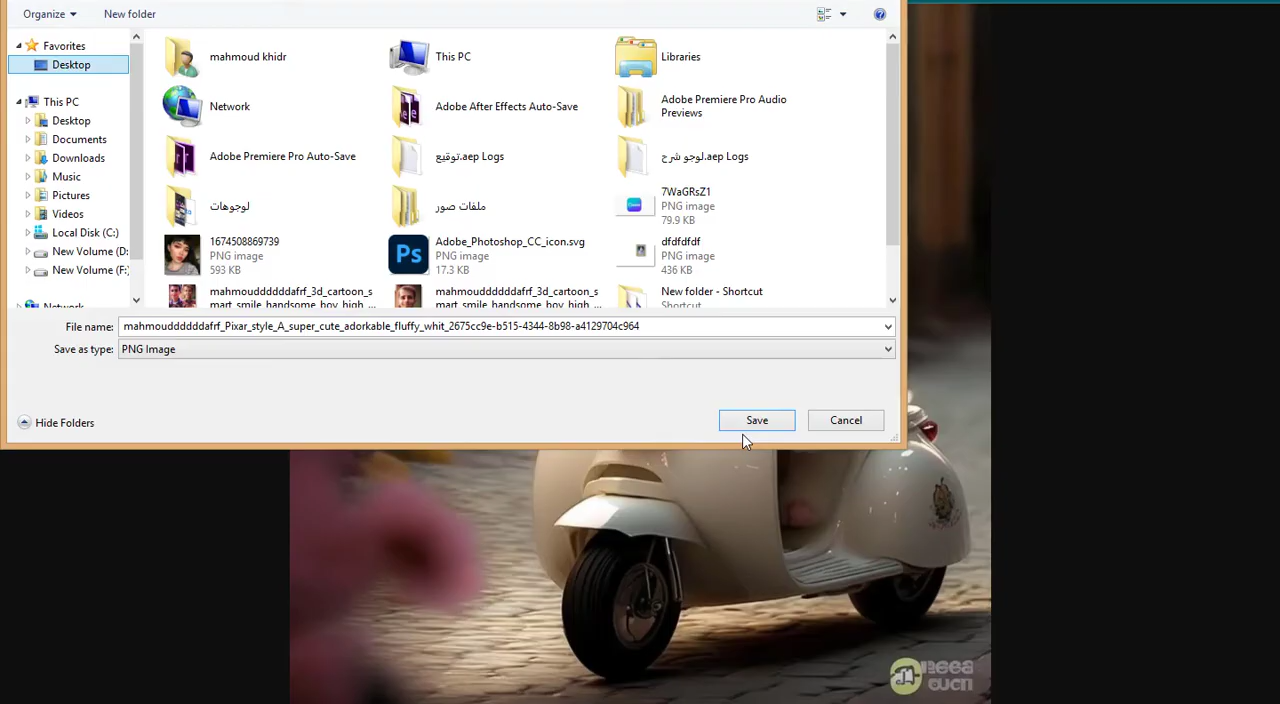 Organize
New folder
Favorites
Desktop
This PC
Desktop
Documents
Downloads
Music
Pictures
Videos
Local Disk (C:)
New Volume (D:
New Volume (F:
Network
mahmoud khidr
This PC
Libraries
Network
Adobe After Effects Auto-Save
Adobe Premiere Pro Audio
Previews
Adobe Premiere Pro Auto-Save
توقيع.aep Logs
لوجو شرح.aep Logs
لوجوهات
ملفات صور
7WaGRsZ1
PNG image
79.9 KB
1674508869739
PNG image
593 KB
Adobe_Photoshop_CC_icon.svg
PNG image
17.3 KB
dfdfdfdf
PNG image
436 KB
mahmouddddddafrf_3d_cartoon_s
mart_smile_handsome_boy_high_...
mahmouddddddafrf_3d_cartoon_s
mart_smile_handsome_boy_high_...
New folder - Shortcut
Shortcut
File name: mahmouddddddafrf_Pixar_style_A_super_cute_adorkable_fluffy_whit_2675cc9e-b515-4344-8b98-a4129704c964
Save as type: PNG Image
Hide Folders
Save
Cancel